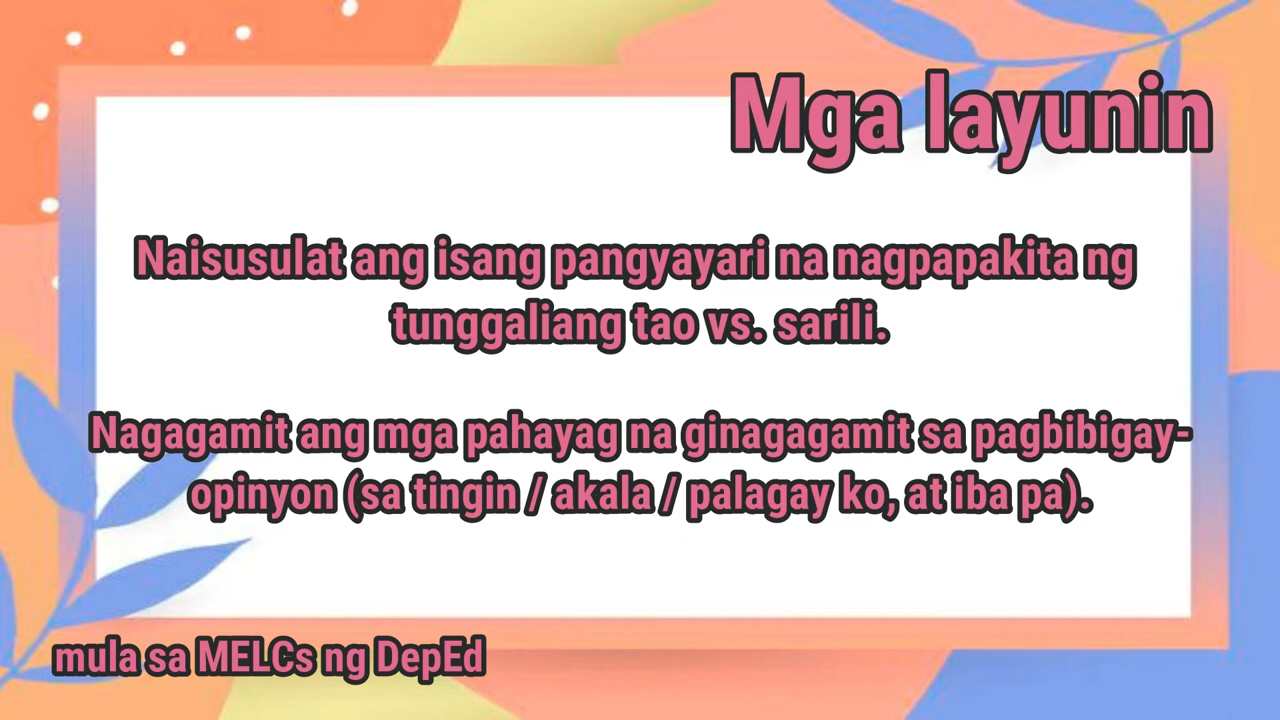 Mga layunin
Naisusulat ang isang pangyayari na nagpapakita ng
tunggaliang tao vs. sarili.
Nagagamit ang mga pahayag na ginagagamit sa pagbibigay-
opinyon (sa tingin / akala / palagay ko, at iba pa).
mula sa MELCs ng DepEd